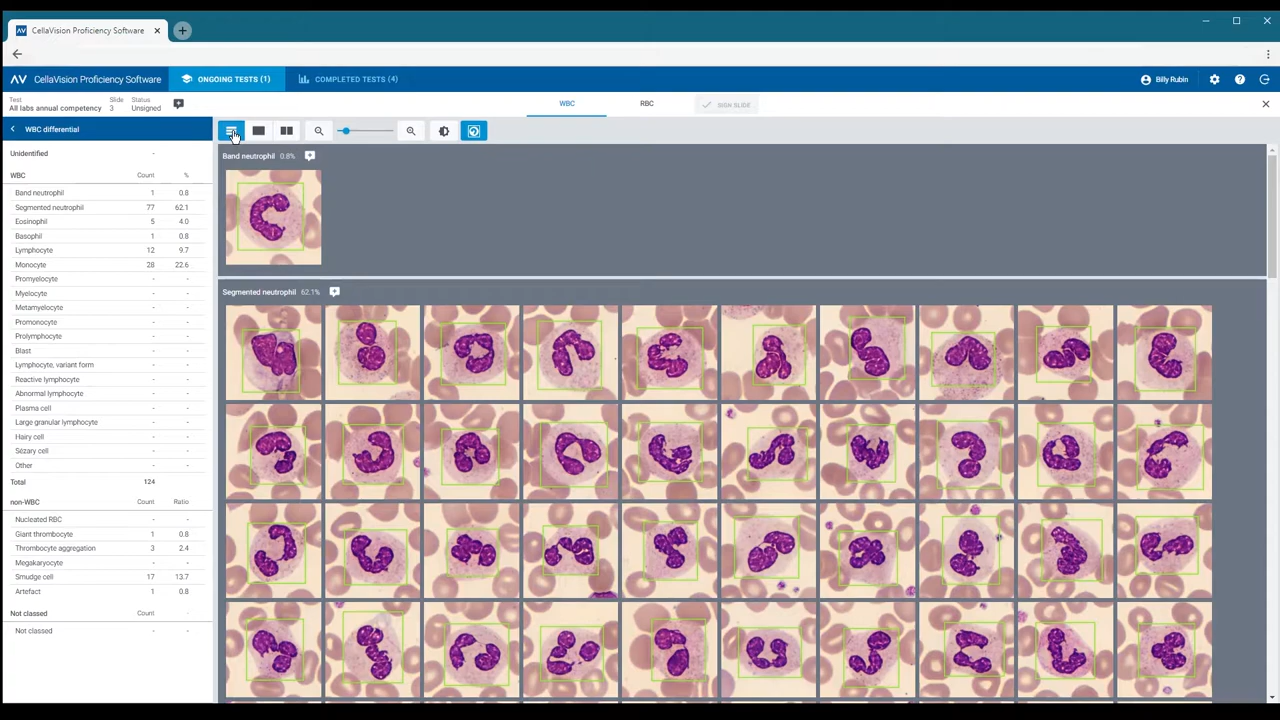 CellaVision Proficiency Software
CellaVision Proficiency Software
ONGOING TESTS (1)
COMPLETED TESTS (4)
Billy Rubin
Test
All labs annual competency
Slide
3
Status
Unsigned
WBC
RBC
SIGN SLIDE
WBC differential
Unidentified -
WBC Count %
Band neutrophil 1 0.8
Segmented neutrophil 77 62.1
Eosinophil 5 4.0
Basophil 1 0.8
Lymphocyte 12 9.7
Monocyte 28 22.6
Promyelocyte - -
Myelocyte - -
Metamyelocyte - -
Promonocyte - -
Prolymphocyte - -
Blast - -
Lymphocyte, variant form - -
Reactive lymphocyte - -
Abnormal lymphocyte - -
Plasma cell - -
Large granular lymphocyte - -
Hairy cell - -
Sézary cell - -
Other - -
Total 124
non-WBC Count Ratio
Nucleated RBC - -
Giant thrombocyte 1 0.8
Thrombocyte aggregation 3 2.4
Megakaryocyte - -
Smudge cell 17 13.7
Artefact 1 0.8
Not classed Count -
Not classed - -
Band neutrophil 0.8%
Segmented neutrophil 62.1%